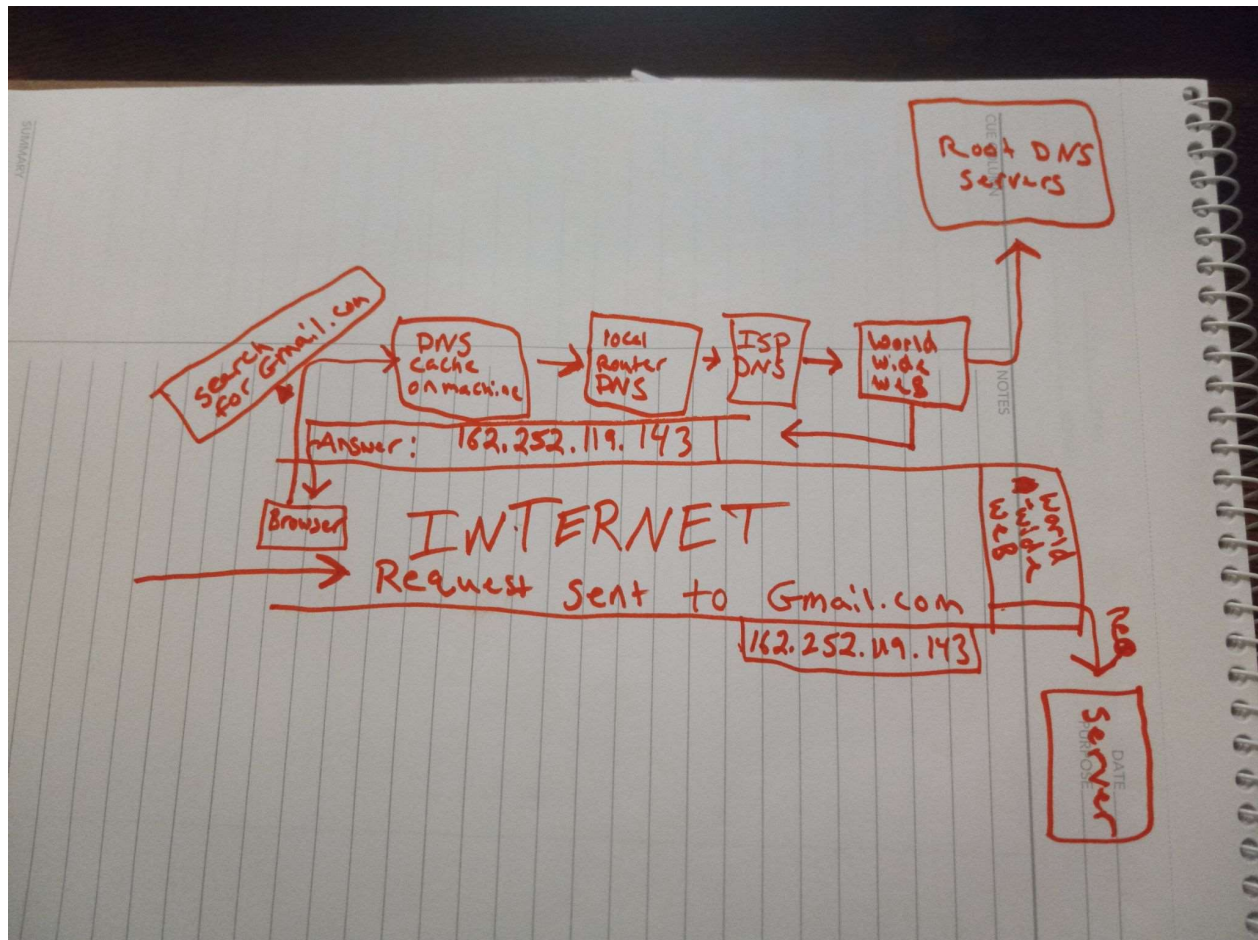 SUMMARY
CUE COLUMN
Root DNS
Servers
Search
for Gmail.com
DNS
cache
on machine
local
Router
DNS
ISP
DNS
World
Wide
Web
NOTES
Answer: 162.252.119.143
Browser
INTERNET
World
-wide
Web
Request sent to Gmail.com
162.252.119.143
Req
Server
DATE
PURPOSE